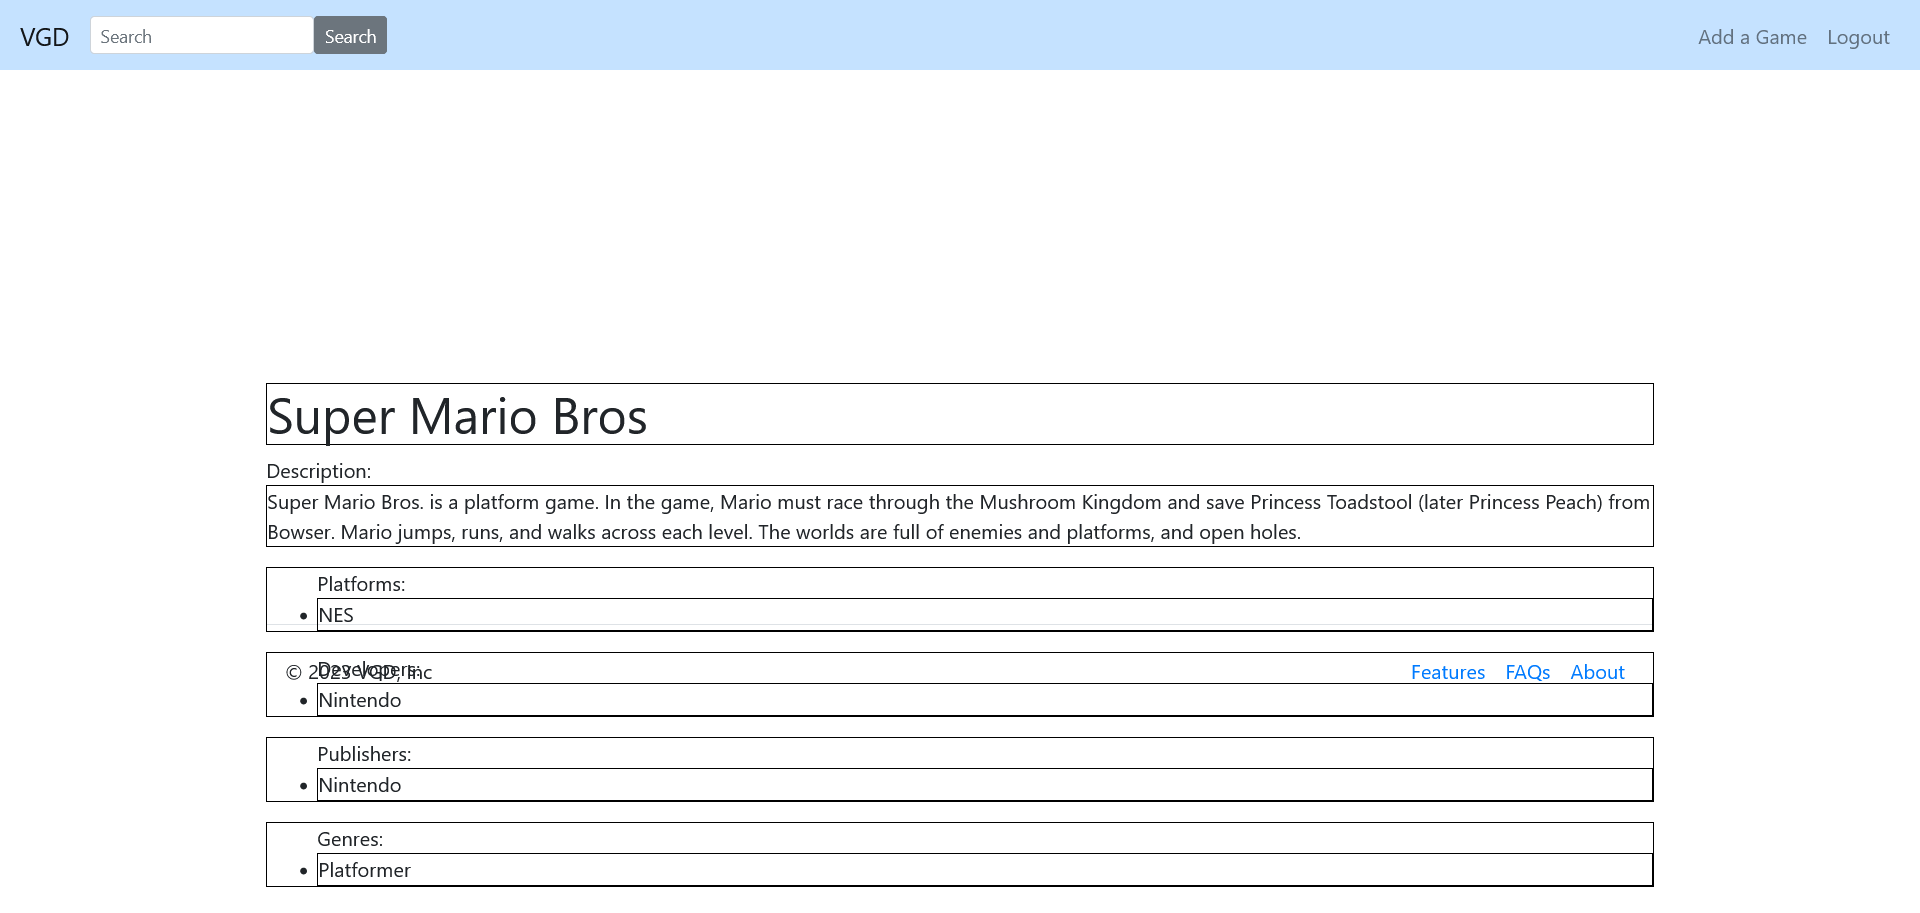 VGD
Search
Search
Add a Game
Logout
Super Mario Bros
Description:
Super Mario Bros. is a platform game. In the game, Mario must race through the Mushroom Kingdom and save Princess Toadstool (later Princess Peach) from
Bowser. Mario jumps, runs, and walks across each level. The worlds are full of enemies and platforms, and open holes.
Platforms:
• NES
Developers:
© 2023 VGD, Inc
Features
FAQs
About
• Nintendo
Publishers:
• Nintendo
Genres:
• Platformer